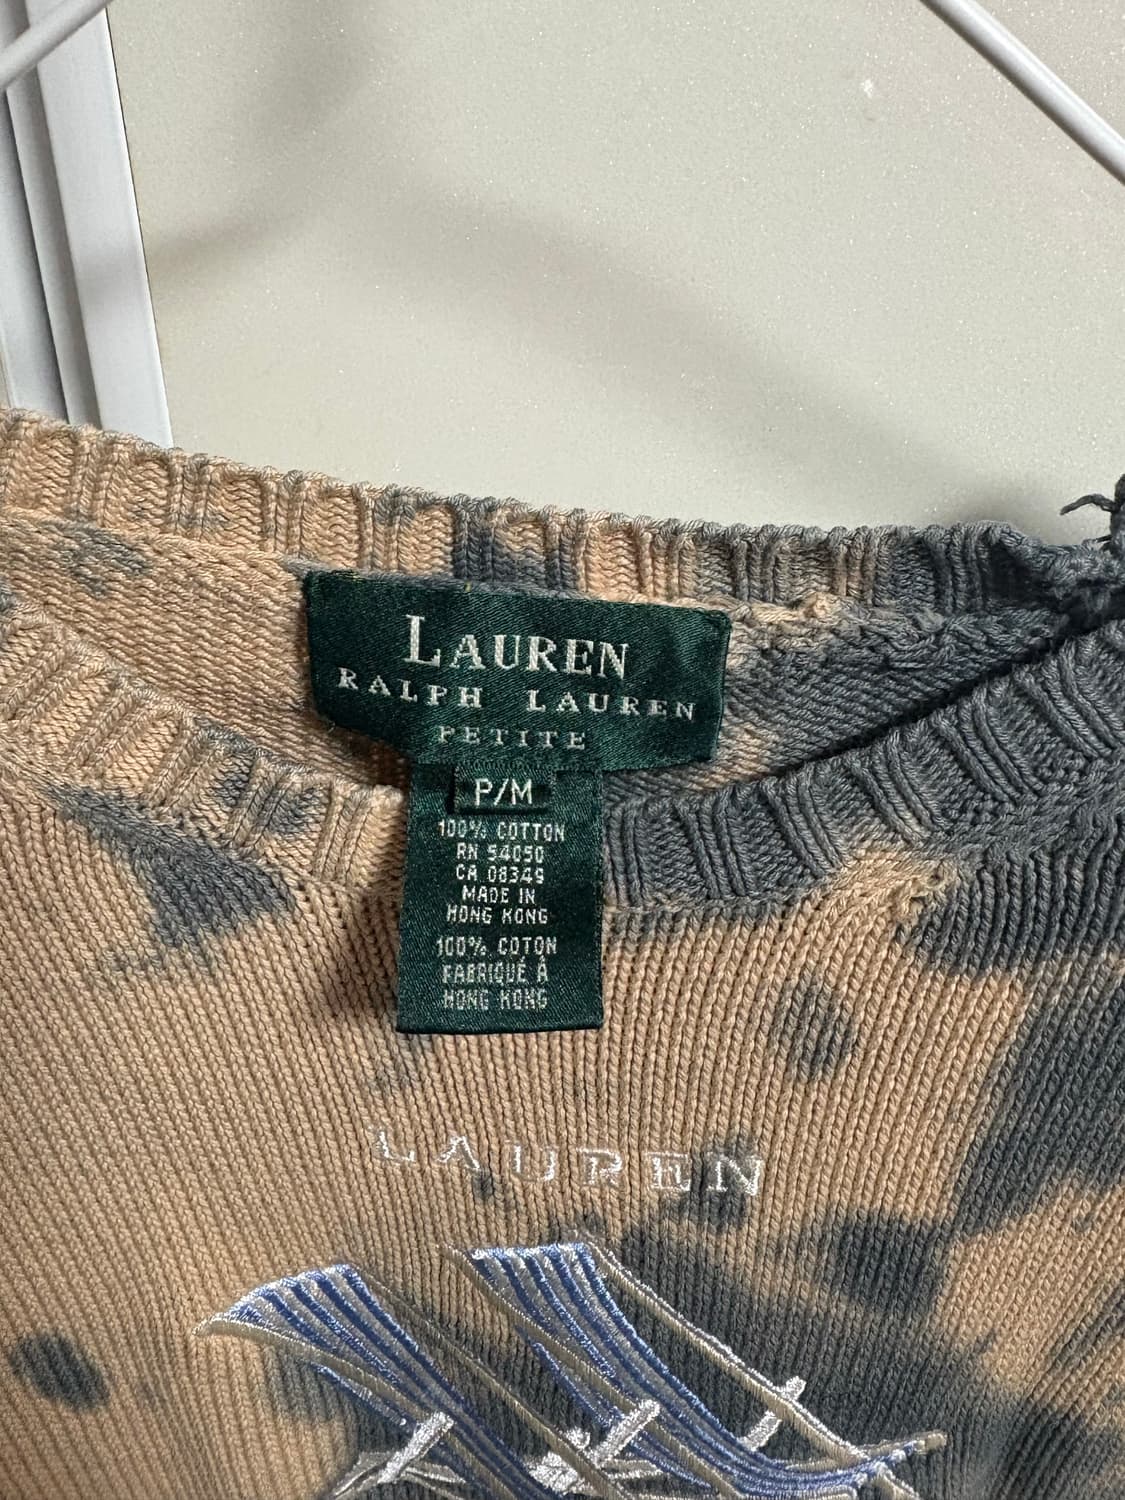 LAUREN
RALPH LAUREN
PETITE
P/M
100% COTTON
RN 54050
CA 08349
MADE IN
HONG KONG
100% COTON
FABRIQUÉ À
HONG KONG
LAUREN